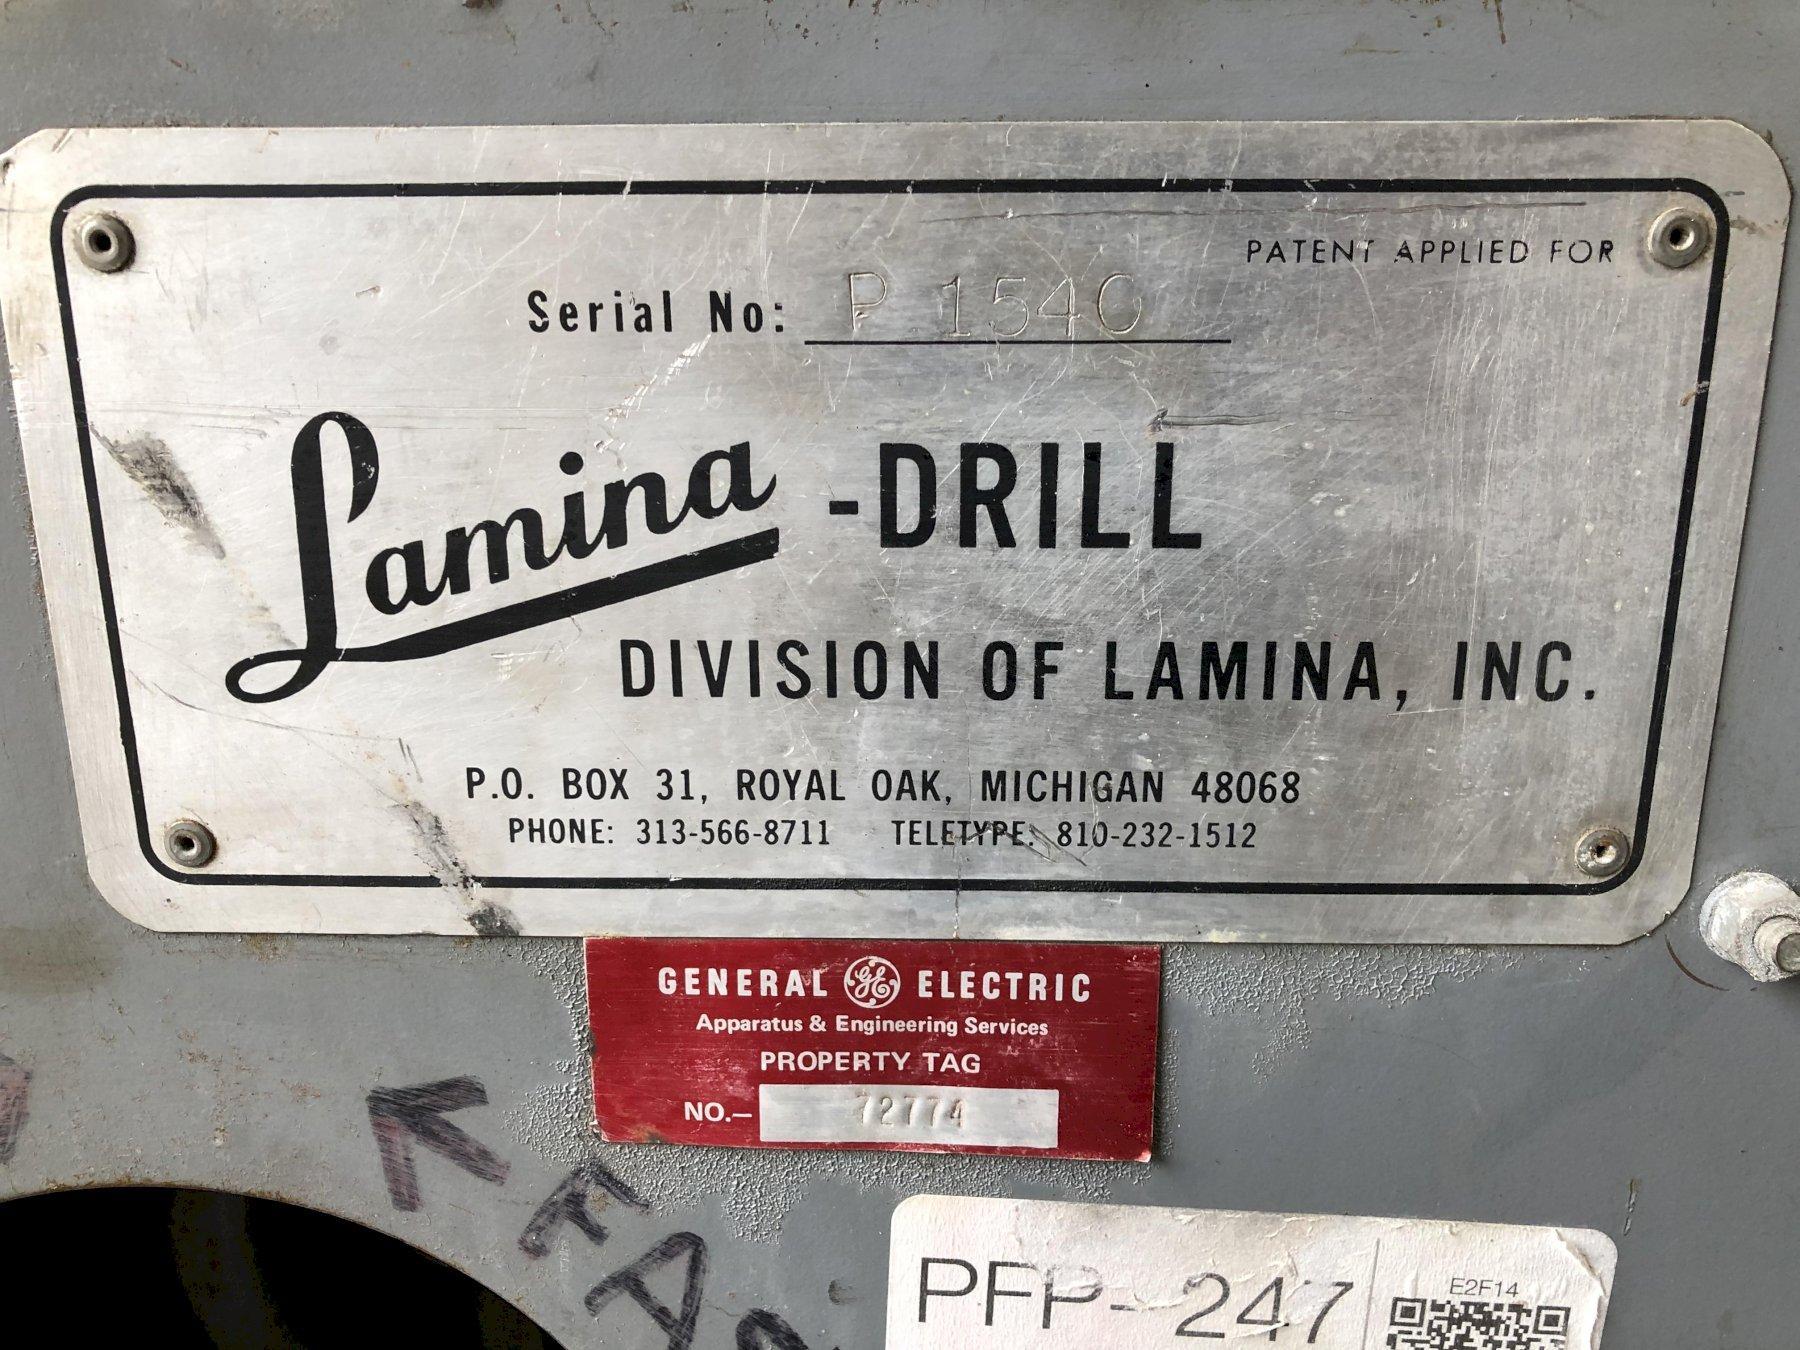 PATENT APPLIED FOR
Serial No: P 1540
Lamina -DRILL
DIVISION OF LAMINA, INC.
P.O. BOX 31, ROYAL OAK, MICHIGAN 48068
PHONE: 313-566-8711 TELETYPE: 810-232-1512
GENERAL GE ELECTRIC
Apparatus & Engineering Services
PROPERTY TAG
NO.— 72774
PFP-247
E2F14